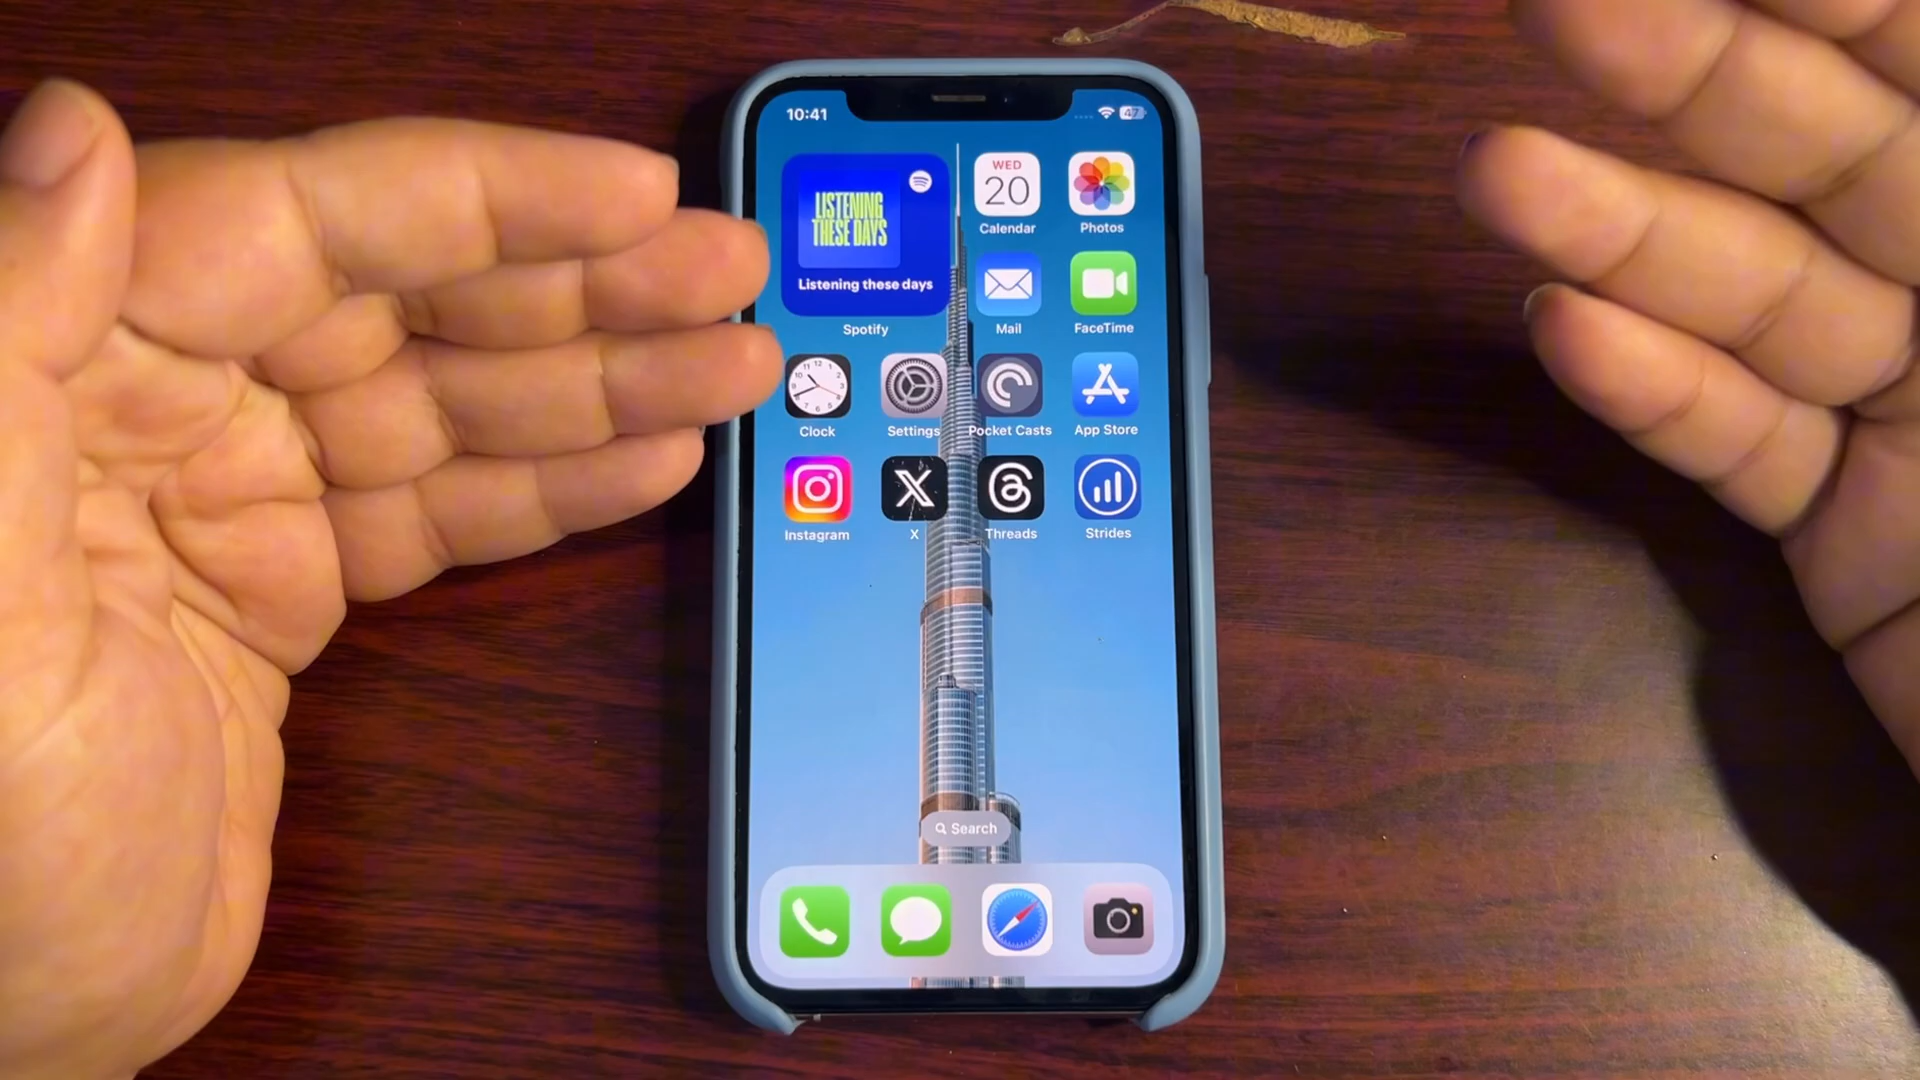 10:41
47
LISTENING
THESE DAYS
Listening these days
Spotify
WED
20
Calendar
Photos
Mail
FaceTime
Clock
Settings
Pocket Casts
App Store
Instagram
X
Threads
Strides
Search